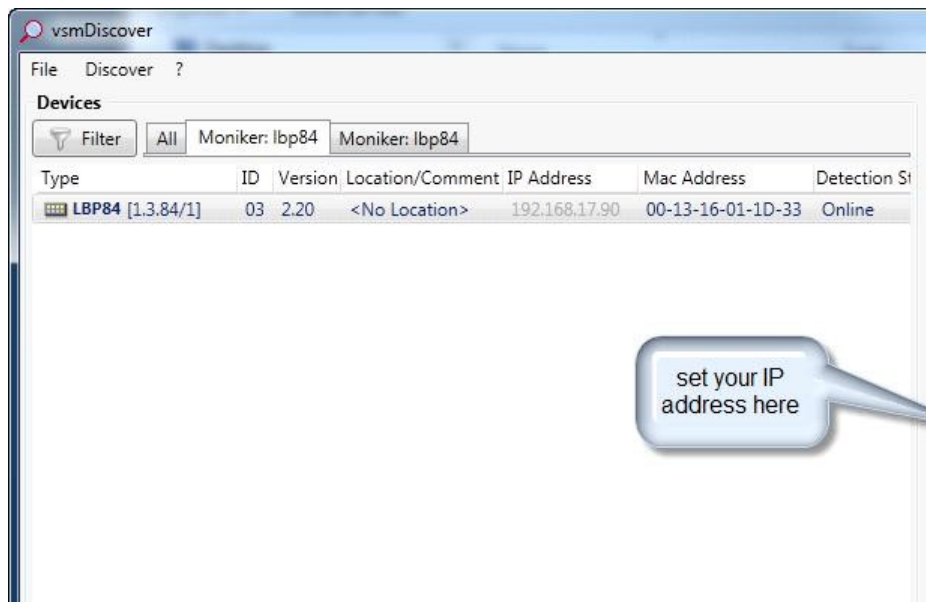 vsmDiscover
File Discover ?
Devices
Filter All Moniker: lbp84 Moniker: lbp84
Type ID Version Location/Comment IP Address Mac Address Detection St
LBP84 [1.3.84/1] 03 2.20 <No Location> 192.168.17.90 00-13-16-01-1D-33 Online
set your IP
address here